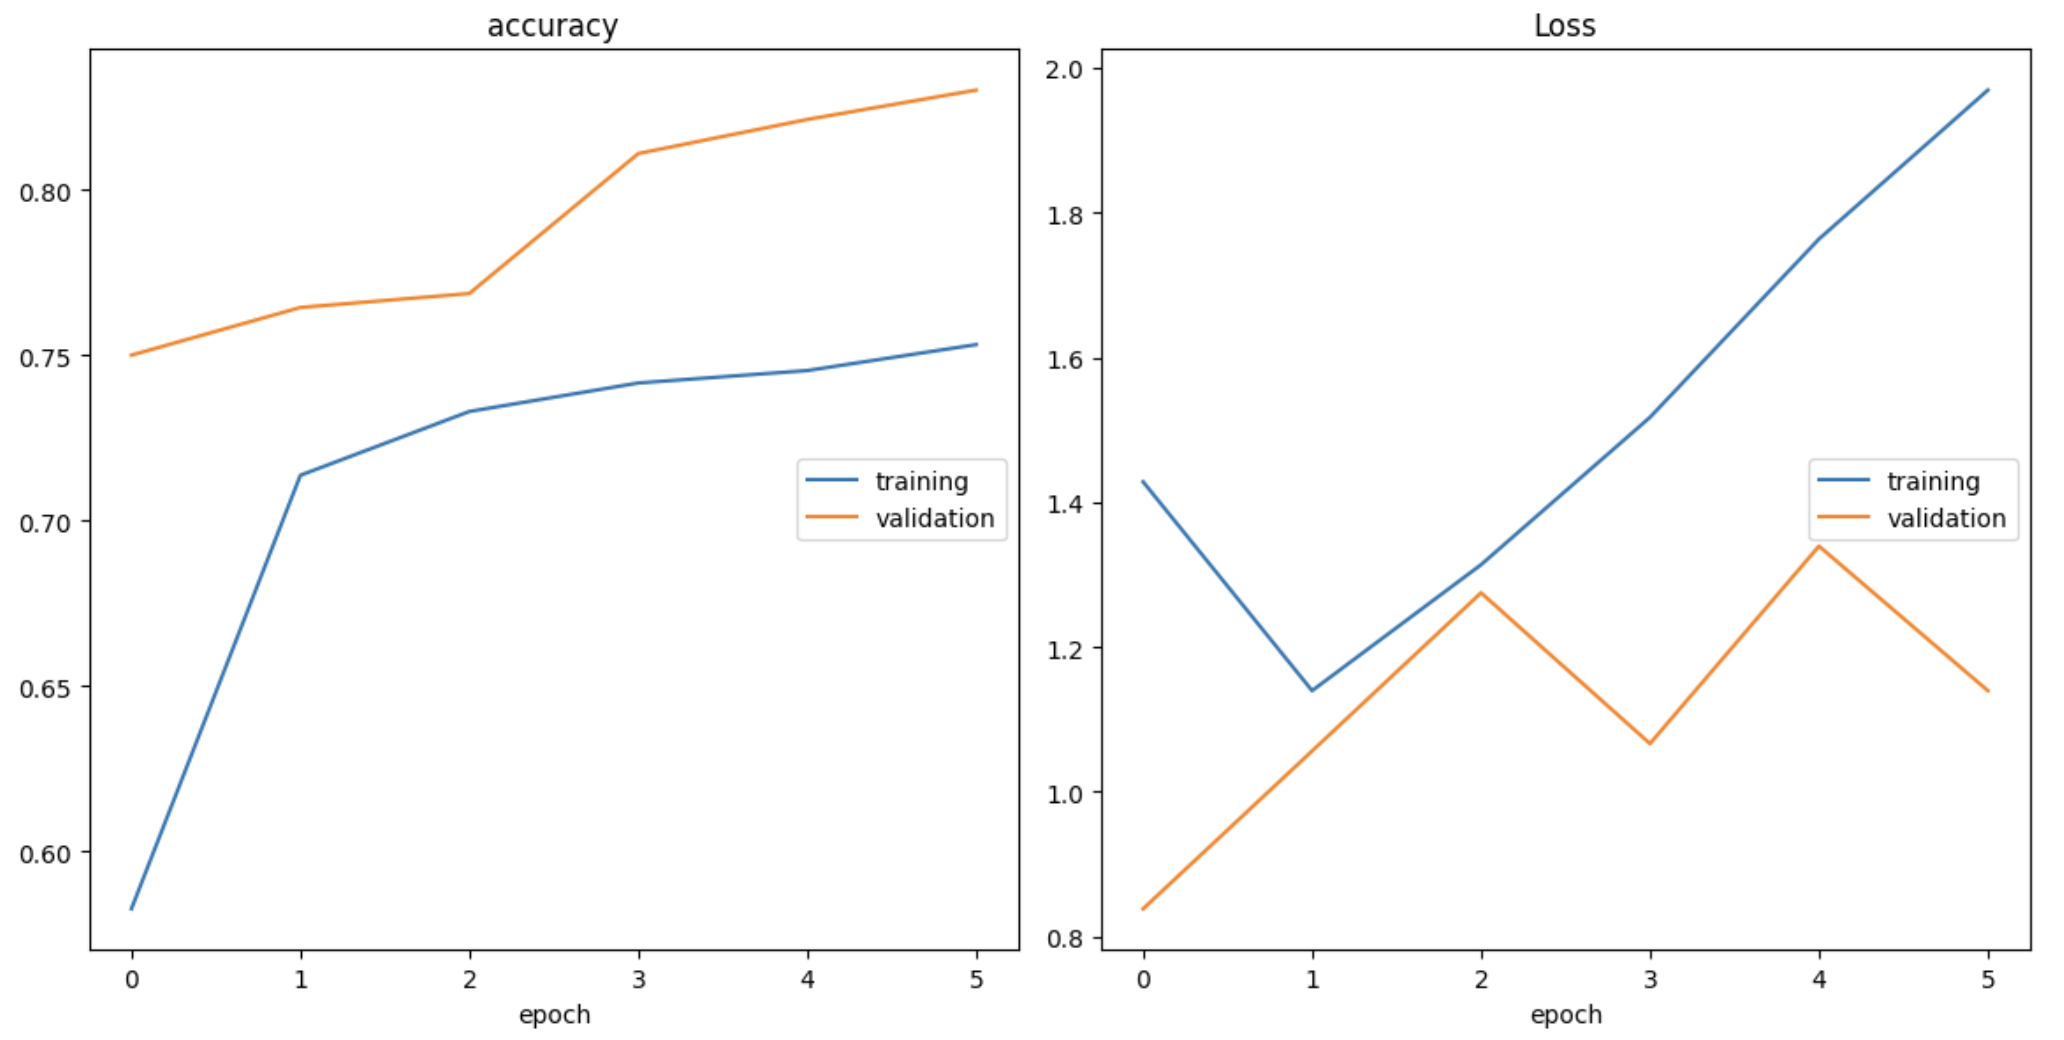 accuracy
0.80
0.75
0.70
0.65
0.60
training
validation
0 1 2 3 4 5
epoch
Loss
2.0
1.8
1.6
1.4
1.2
1.0
0.8
training
validation
0 1 2 3 4 5
epoch